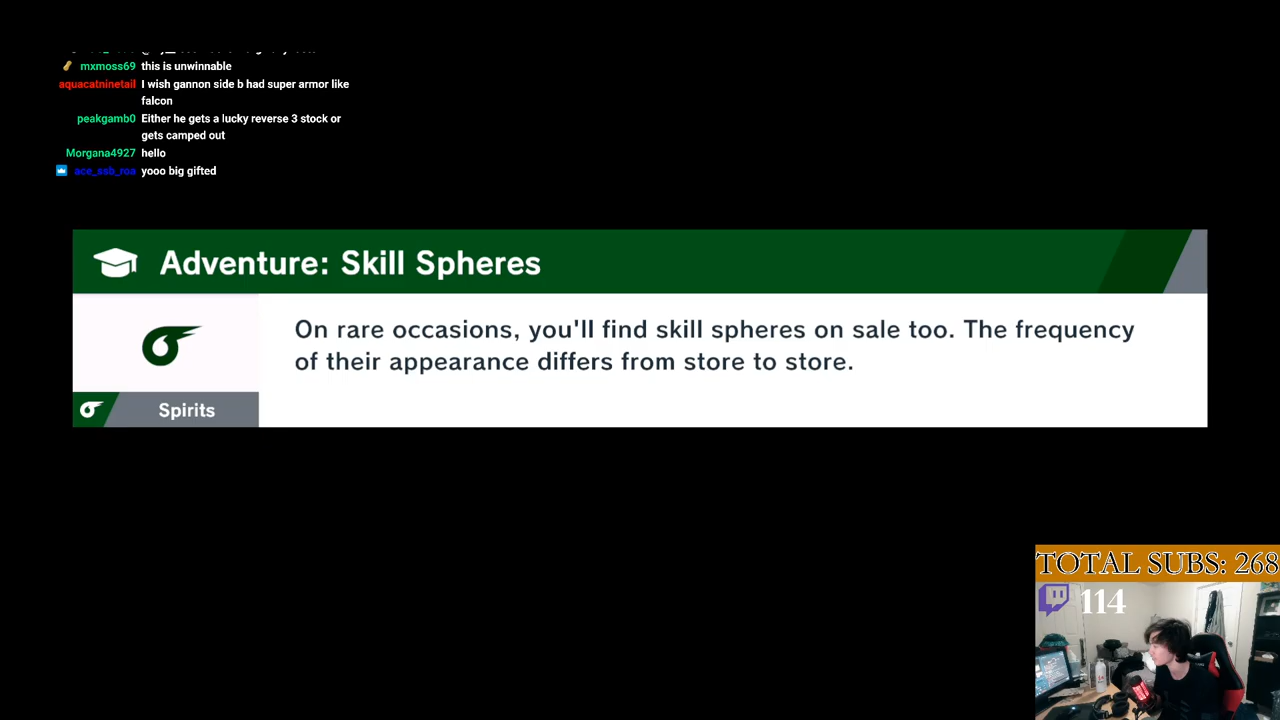 mxmoss69 this is unwinnable
aquacatninetail I wish gannon side b had super armor like
falcon
peakgamb0 Either he gets a lucky reverse 3 stock or
gets camped out
Morgana4927 hello
ace_ssb_roa yooo big gifted
Adventure: Skill Spheres
On rare occasions, you'll find skill spheres on sale too. The frequency
of their appearance differs from store to store.
Spirits
TOTAL SUBS: 268
114